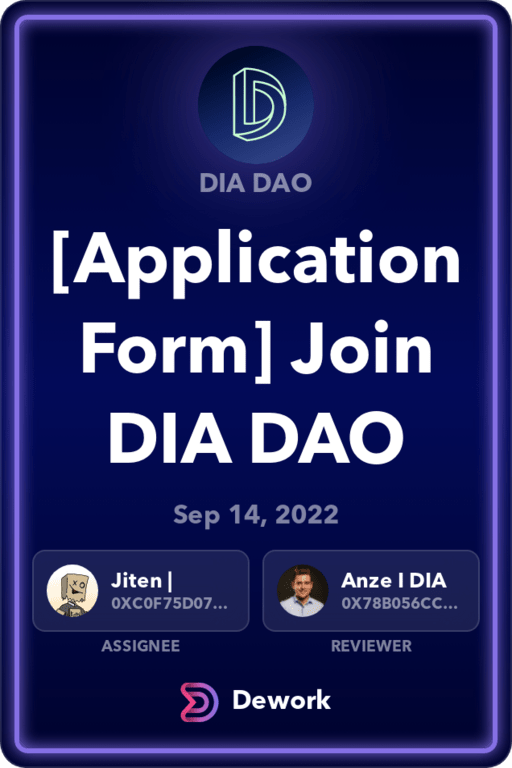 DIA DAO
[Application
Form] Join
DIA DAO
Sep 14, 2022
Jiten |
0XC0F75D07...
ASSIGNEE
Anze I DIA
0X78B056CC...
REVIEWER
Dework